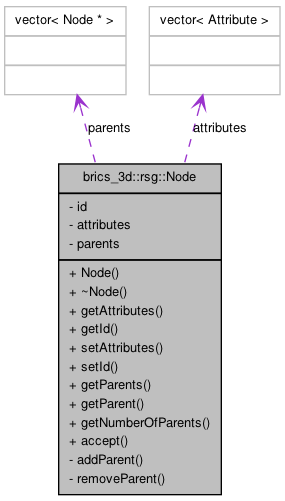 vector< Node * >
vector< Attribute >
parents
attributes
brics_3d::rsg::Node
- id
- attributes
- parents
+ Node()
+ ~Node()
+ getAttributes()
+ getId()
+ setAttributes()
+ setId()
+ getParents()
+ getParent()
+ getNumberOfParents()
+ accept()
- addParent()
- removeParent()